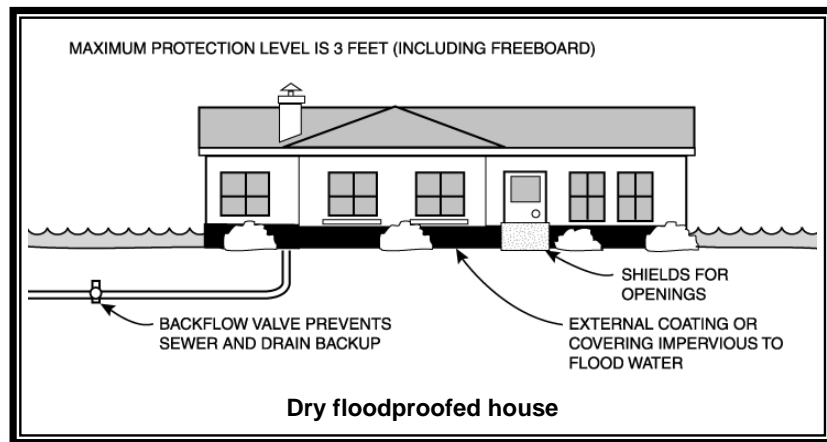 MAXIMUM PROTECTION LEVEL IS 3 FEET (INCLUDING FREEBOARD)
SHIELDS FOR
OPENINGS
BACKFLOW VALVE PREVENTS
SEWER AND DRAIN BACKUP
EXTERNAL COATING OR
COVERING IMPERVIOUS TO
FLOOD WATER
Dry floodproofed house